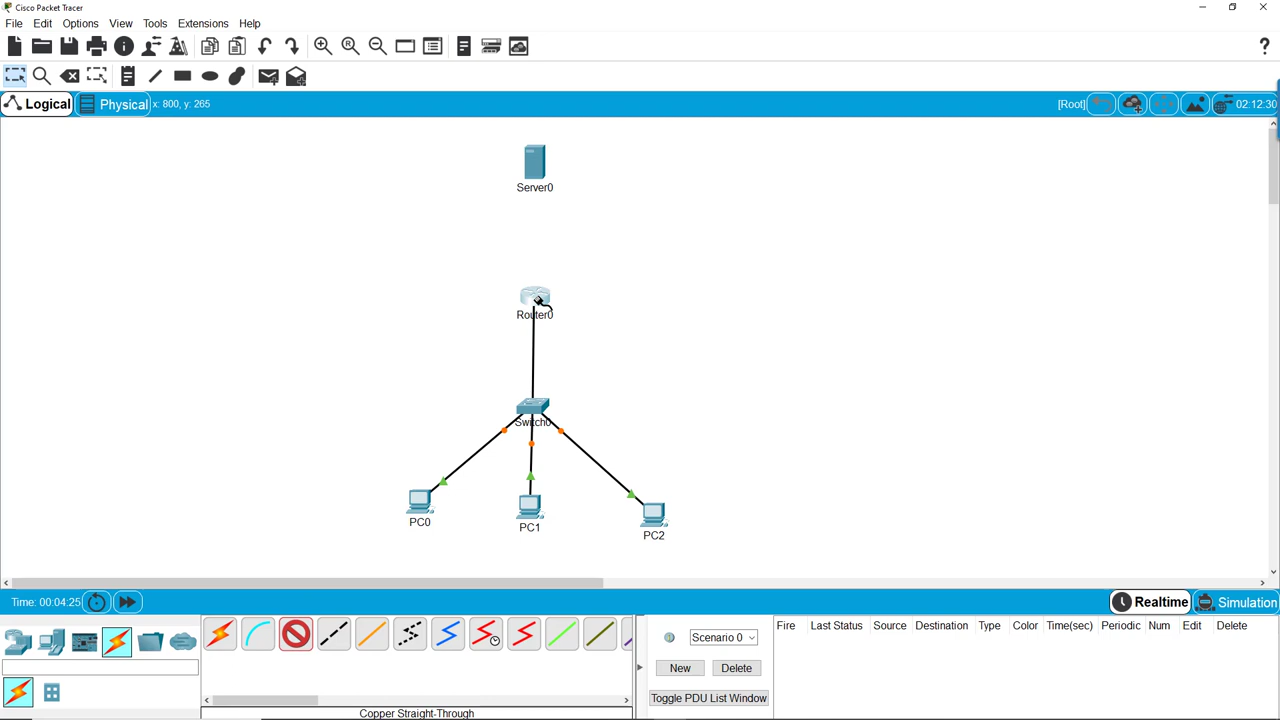 Cisco Packet Tracer
File Edit Options View Tools Extensions Help
Logical Physical x: 800, y: 265 [Root] 02:12:30
Server0
Router0
Switch0
PC0
PC1
PC2
Time: 00:04:25 Realtime Simulation
Scenario 0
New Delete
Toggle PDU List Window
Fire Last Status Source Destination Type Color Time(sec) Periodic Num Edit Delete
Copper Straight-Through